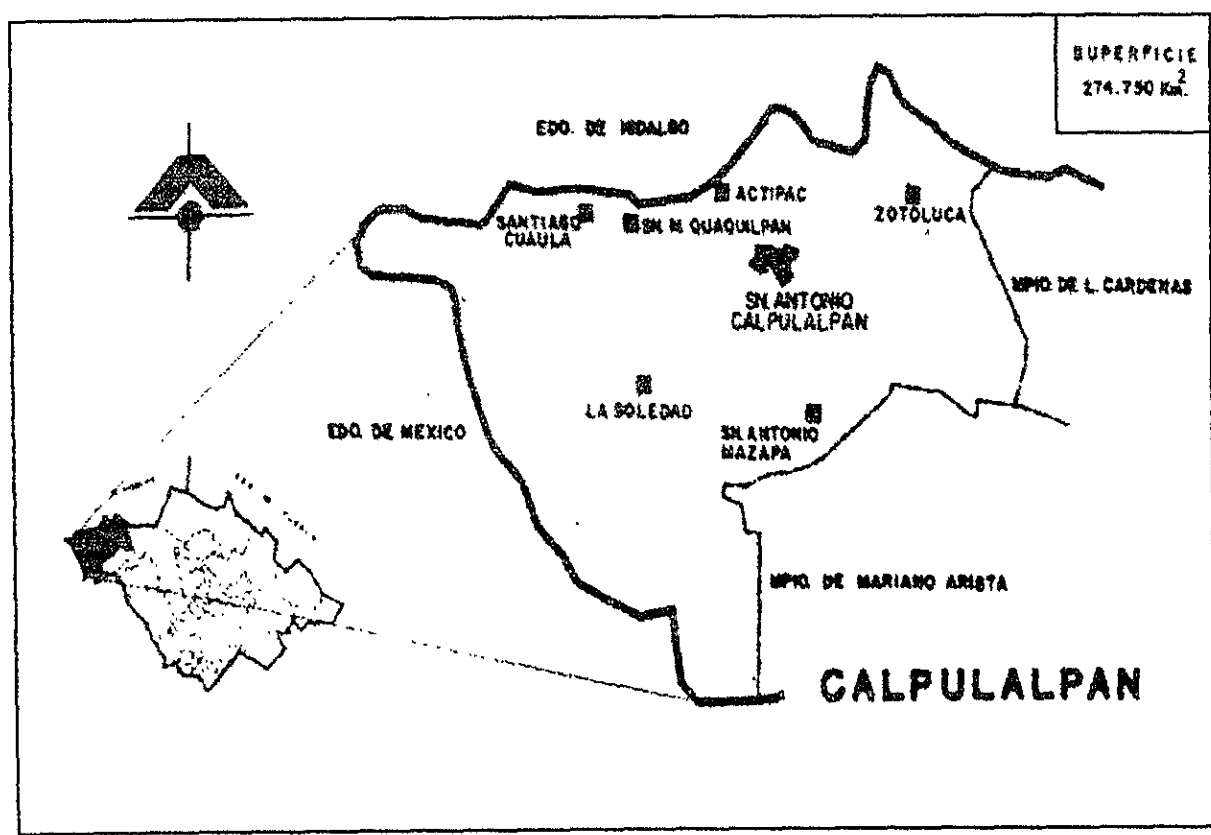 SUPERFICIE
274.750 Km.2
EDO. DE HIDALGO
ACTIPAC
ZOTOLUCA
SANTIAGO
CUAULA
SN. M. QUAQUILPAN
SN. ANTONIO
CALPULALPAN
MPIO. DE L. CARDENAS
LA SOLEDAD
SN. ANTONIO
MAZAPA
EDO. DE MEXICO
MPIO. DE MARIANO ARISTA
CALPULALPAN